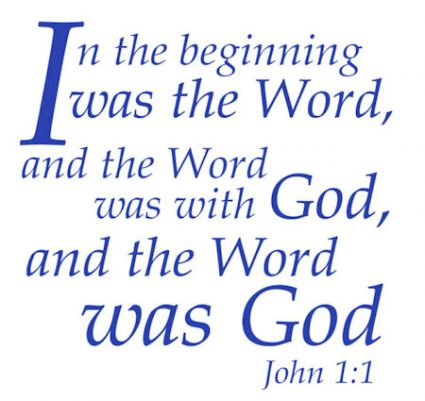 In the beginning
was the Word,
and the Word
was with God,
and the Word
was God
John 1:1